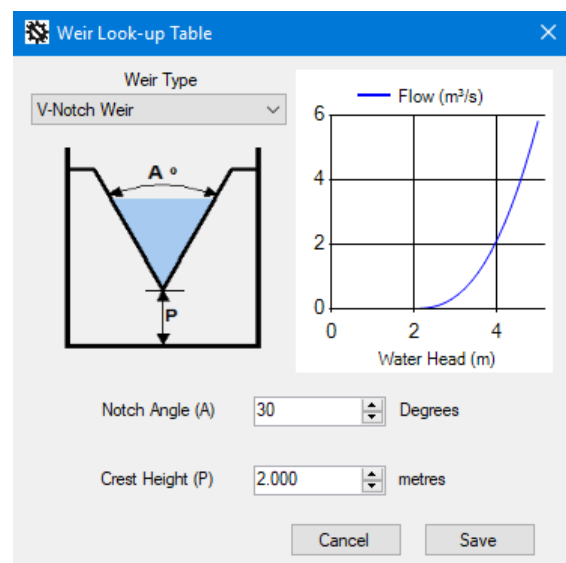 Weir Look-up Table
Weir Type
V-Notch Weir
A °
P
Flow (m³/s)
6
4
2
0
0 2 4
Water Head (m)
Notch Angle (A) 30 Degrees
Crest Height (P) 2.000 metres
Cancel Save